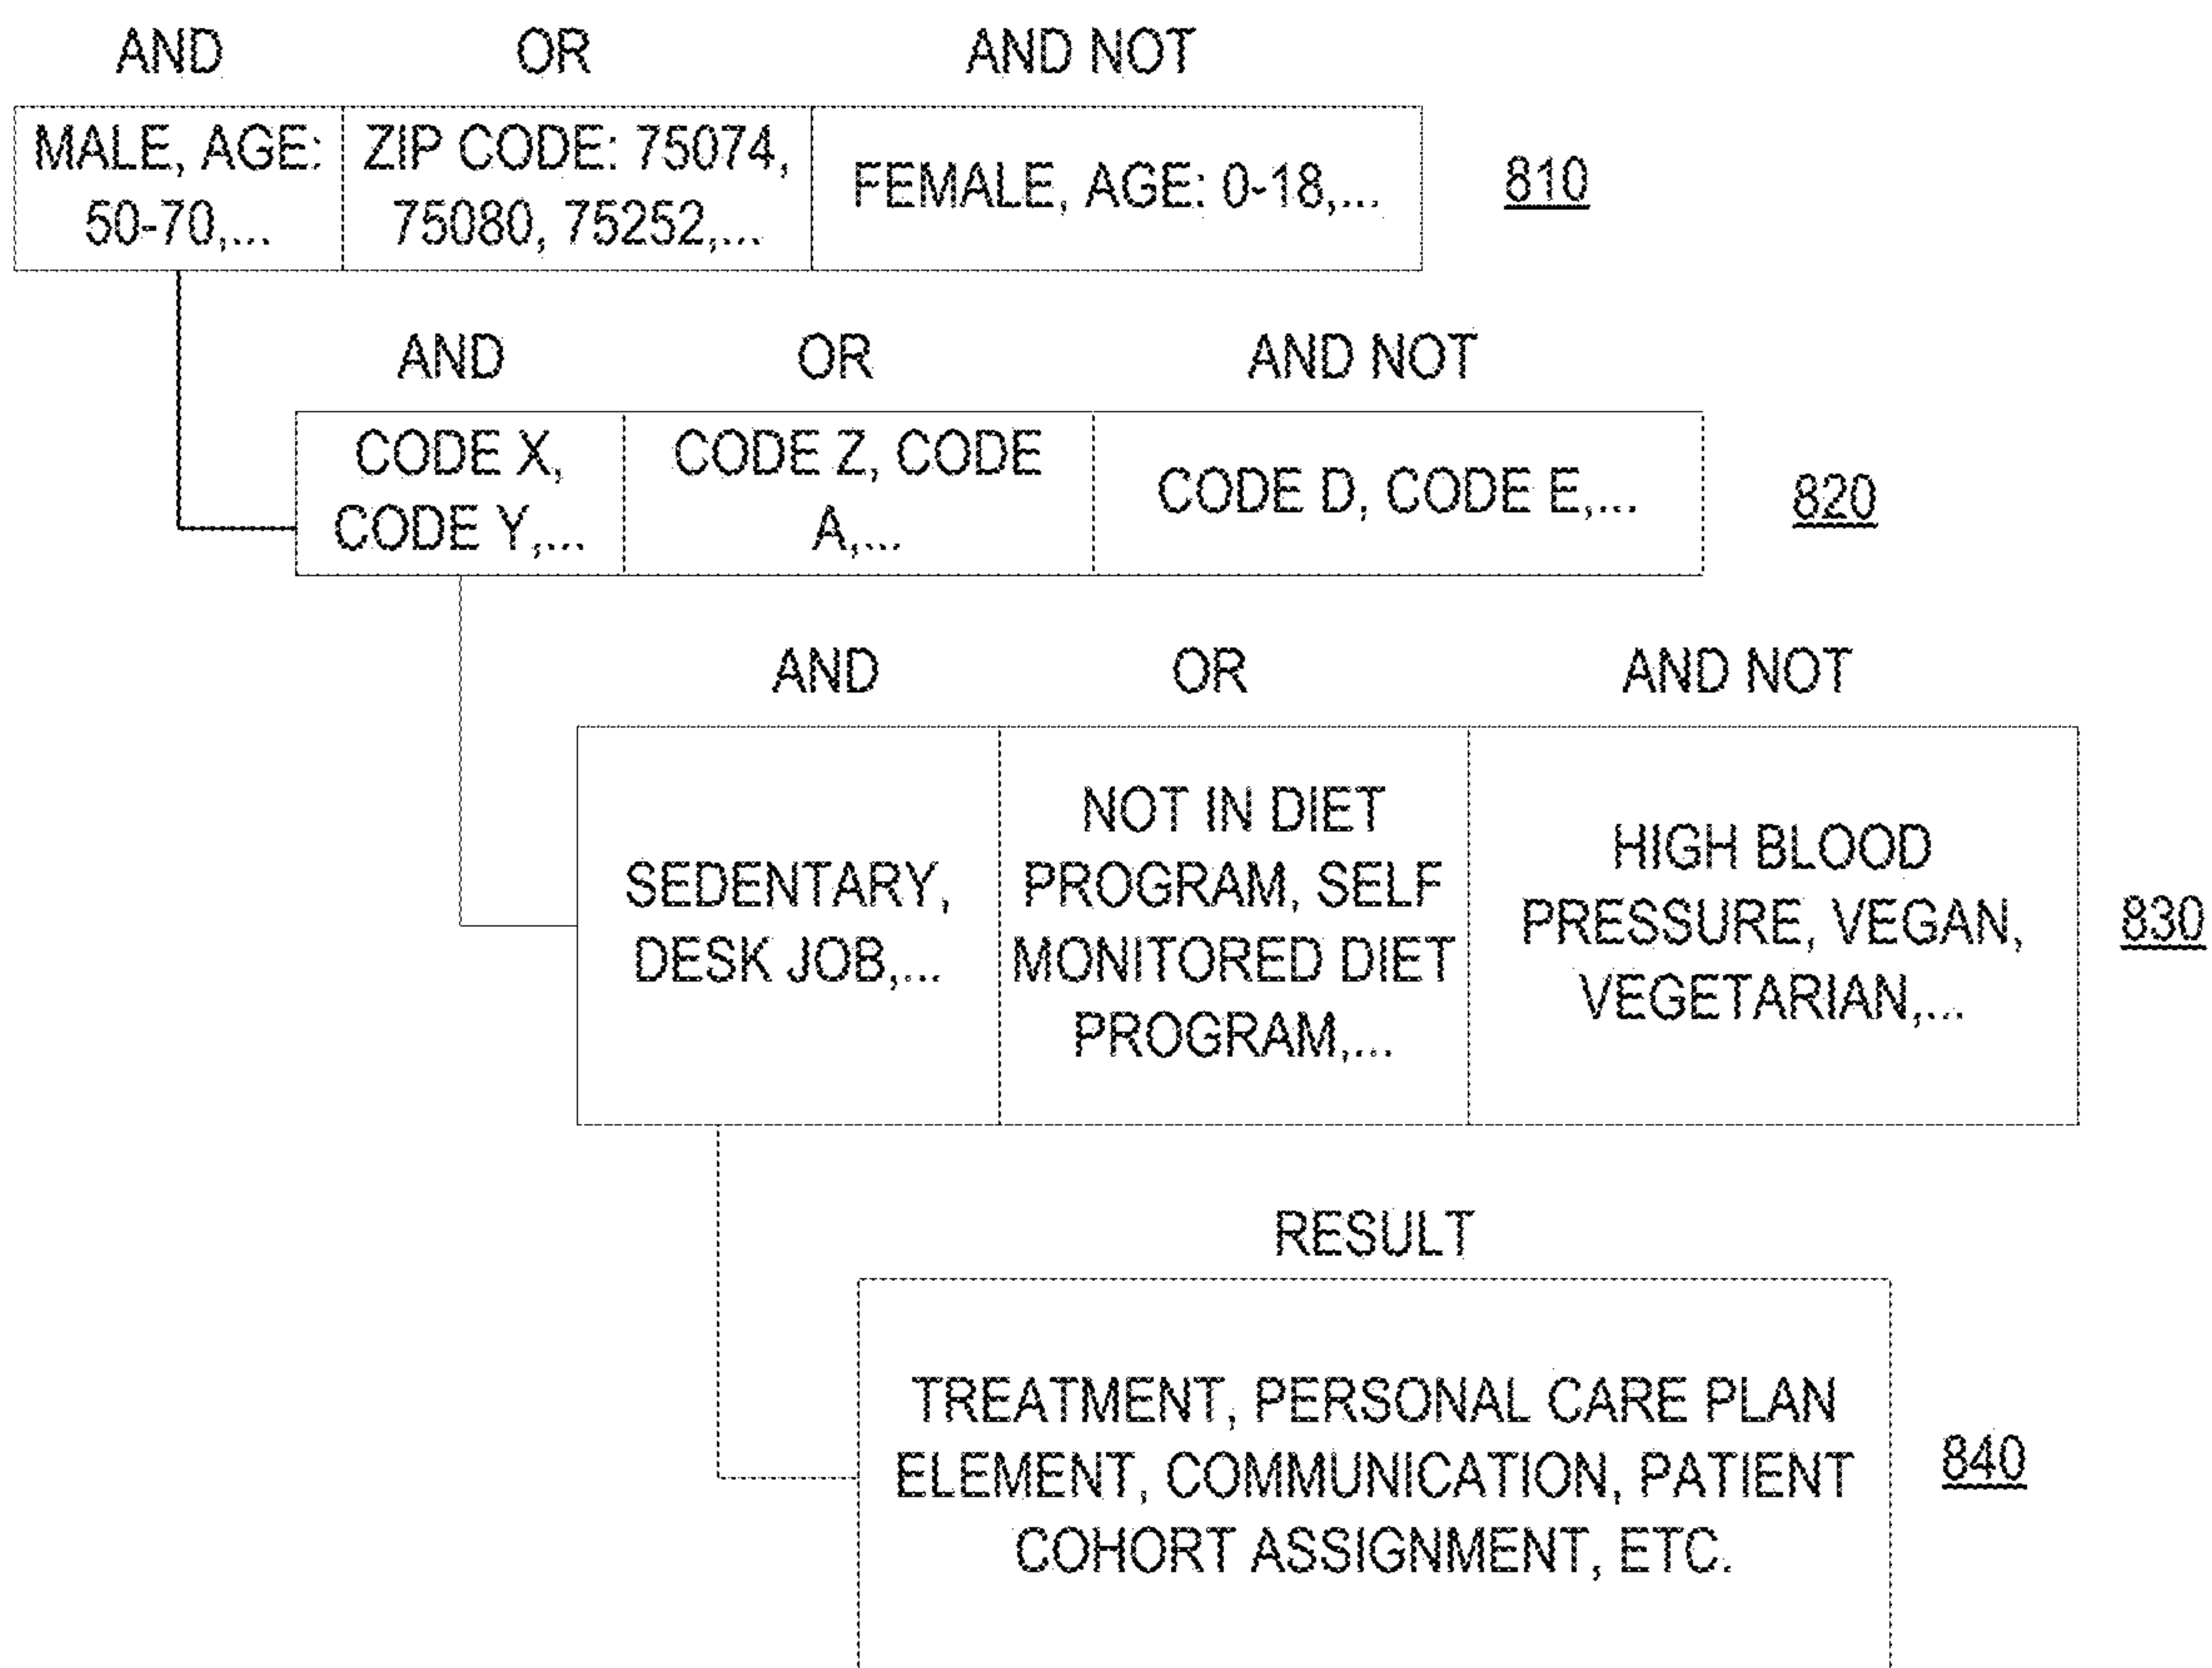 AND OR AND NOT
MALE, AGE: 50-70,...
ZIP CODE: 75074, 75080, 75252,...
FEMALE, AGE: 0-18,...
810
AND OR AND NOT
CODE X,
CODE Y,...
CODE Z, CODE
A,...
CODE D, CODE E,...
820
AND OR AND NOT
SEDENTARY,
DESK JOB,...
NOT IN DIET
PROGRAM, SELF
MONITORED DIET
PROGRAM,...
HIGH BLOOD
PRESSURE, VEGAN,
VEGETARIAN,...
830
RESULT
TREATMENT, PERSONAL CARE PLAN
ELEMENT, COMMUNICATION, PATIENT
COHORT ASSIGNMENT, ETC.
840